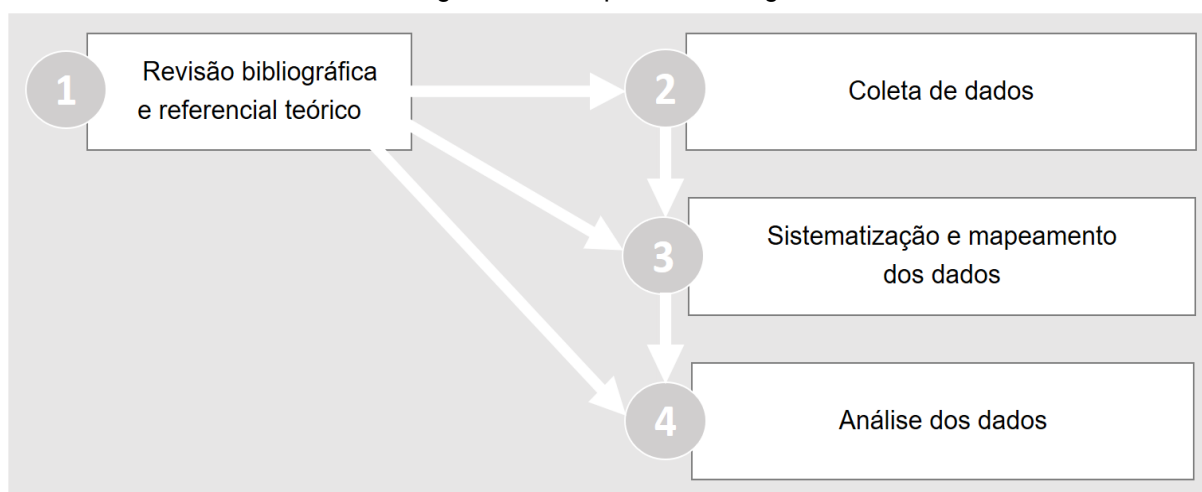 1
Revisão bibliográfica
e referencial teórico
2
Coleta de dados
3
Sistematização e mapeamento
dos dados
4
Análise dos dados